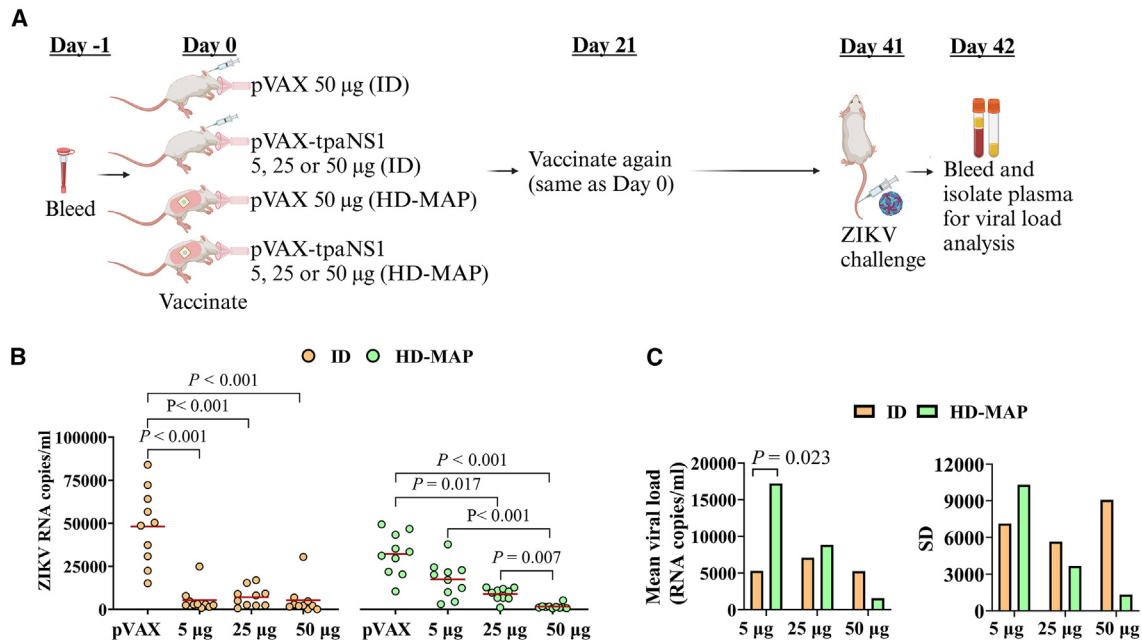 A
Day -1
Day 0
Day 21
Day 41
Day 42
pVAX 50 µg (ID)
pVAX-tpaNS1
5, 25 or 50 µg (ID)
pVAX 50 µg (HD-MAP)
pVAX-tpaNS1
5, 25 or 50 µg (HD-MAP)
Bleed
Vaccinate
Vaccinate again
(same as Day 0)
ZIKV
challenge
Bleed and
isolate plasma
for viral load
analysis
B
ID HD-MAP
P < 0.001
P< 0.001
P < 0.001
P < 0.001
P = 0.017
P< 0.001
P = 0.007
ZIKV RNA copies/ml
100000
75000
50000
25000
0
pVAX 5 µg 25 µg 50 µg
pVAX 5 µg 25 µg 50 µg
C
ID HD-MAP
P = 0.023
Mean viral load
(RNA copies/ml)
20000
15000
10000
5000
0
5 µg 25 µg 50 µg
SD
12000
9000
6000
3000
0
5 µg 25 µg 50 µg